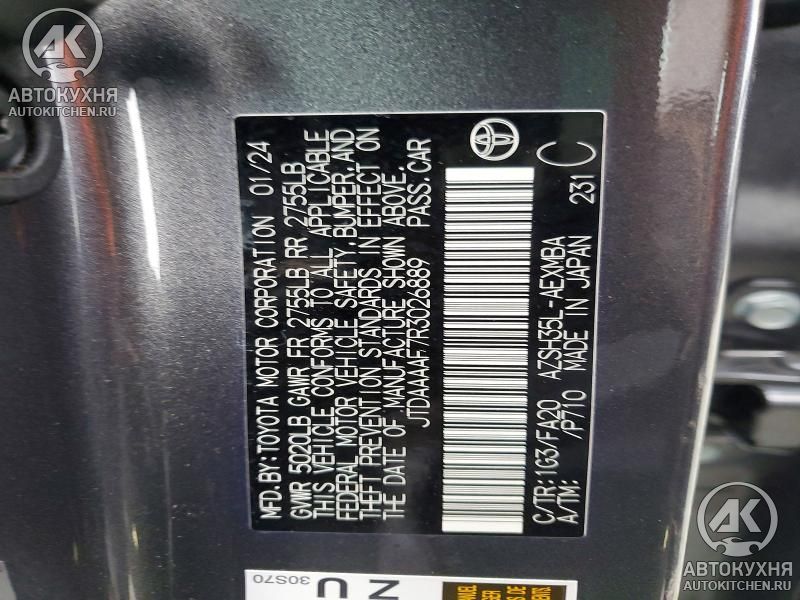 AK
АВТОКУХНЯ
AUTOKITCHEN.RU
MFD.BY:TOYOTA MOTOR CORPORATION 01/24
GVWR 5020LB GAWR FR 2755LB RR 2755LB
THIS VEHICLE CONFORMS TO ALL APPLICABLE
FEDERAL MOTOR VEHICLE SAFETY,BUMPER,AND
THEFT PREVENTION STANDARDS IN EFFECT ON
THE DATE OF MANUFACTURE SHOWN ABOVE.
JTDAAAAF7R3026889 PASS.CAR
C/TR:1G3/FA20 AZSH35L-AEXMBA
A/TM: /P710 MADE IN JAPAN 231 C
30S70
AK
АВТОКУХНЯ
AUTOKITCHEN.RU